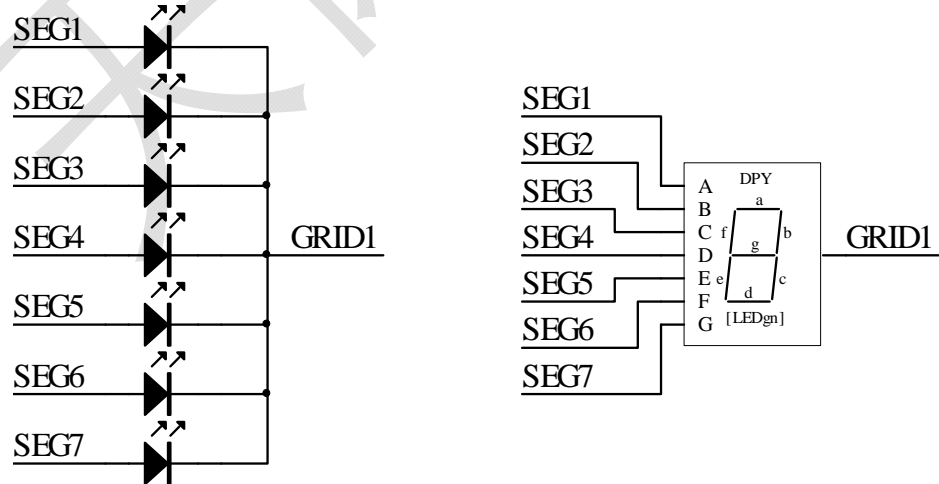 SEG1
SEG2
SEG3
SEG4
SEG5
SEG6
SEG7
GRID1
SEG1
SEG2
SEG3
SEG4
SEG5
SEG6
SEG7
A
B
C
D
E
F
G
DPY
a
f
b
g
e
c
d
[LEDgn]
GRID1